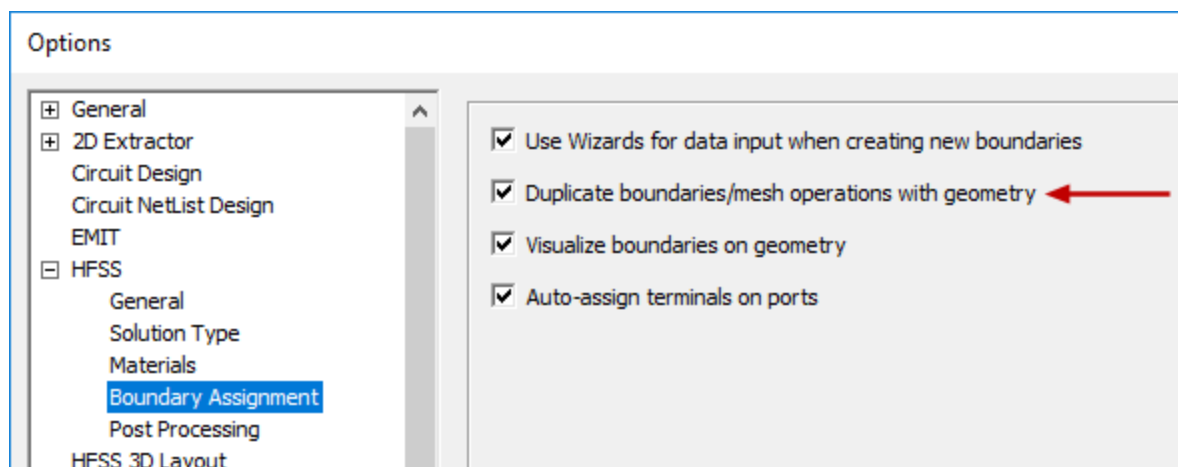 Options
General
2D Extractor
Circuit Design
Circuit NetList Design
EMIT
HFSS
General
Solution Type
Materials
Boundary Assignment
Post Processing
HFSS 3D Layout
Use Wizards for data input when creating new boundaries
Duplicate boundaries/mesh operations with geometry
Visualize boundaries on geometry
Auto-assign terminals on ports